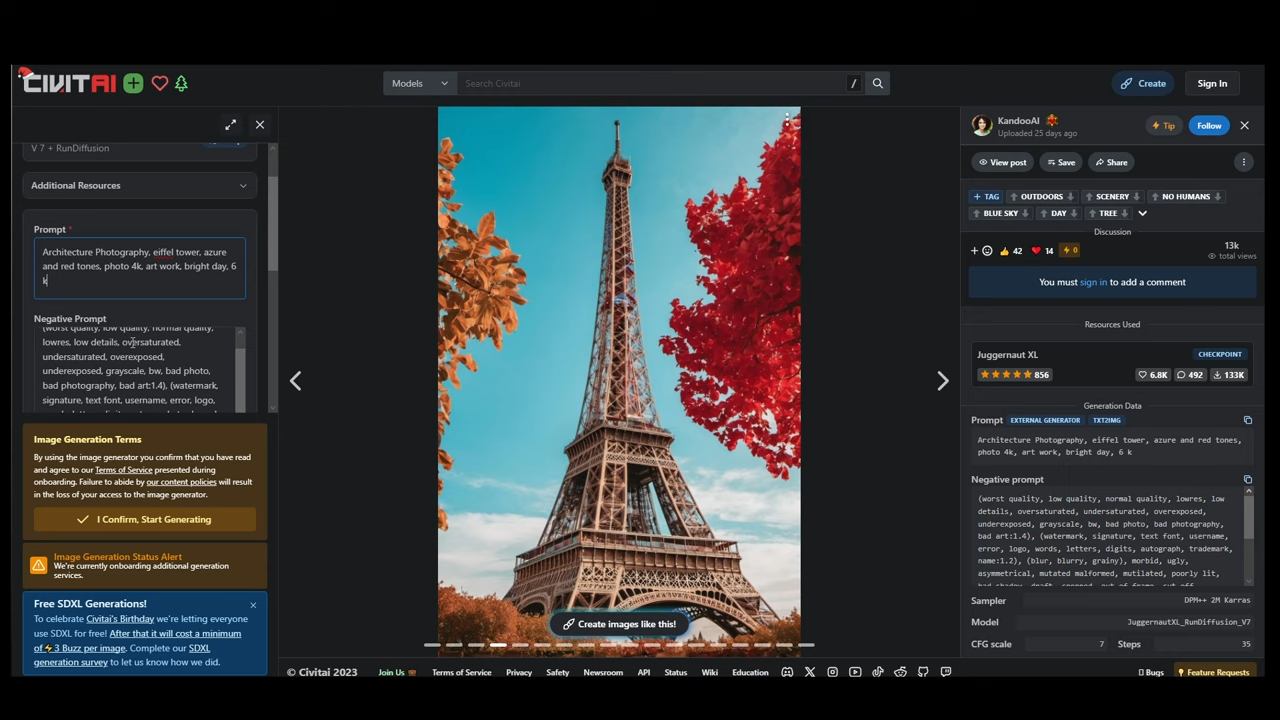 CIVITAI
Models
Search Civitai
/
Create
Sign In
V 7 + RunDiffusion
Additional Resources
Prompt *
Architecture Photography, eiffel tower, azure
and red tones, photo 4k, art work, bright day, 6
k
Negative Prompt
(worst quality, low quality, normal quality,
lowres, low details, oversaturated,
undersaturated, overexposed,
underexposed, grayscale, bw, bad photo,
bad photography, bad art:1.4), (watermark,
signature, text font, username, error, logo,
Image Generation Terms
By using the image generator you confirm that you have read
and agree to our Terms of Service presented during
onboarding. Failure to abide by our content policies will result
in the loss of your access to the image generator.
I Confirm, Start Generating
Image Generation Status Alert
We're currently onboarding additional generation
services.
Free SDXL Generations!
To celebrate Civitai's Birthday we're letting everyone
use SDXL for free! After that it will cost a minimum
of 3 Buzz per image. Complete our SDXL
generation survey to let us know how we did.
Create images like this!
KandooAI
Uploaded 25 days ago
Tip
Follow
View post
Save
Share
+ TAG
OUTDOORS
SCENERY
NO HUMANS
BLUE SKY
DAY
TREE
Discussion
42
14
0
13k
total views
You must sign in to add a comment
Resources Used
Juggernaut XL
CHECKPOINT
856
6.8K
492
133K
Generation Data
Prompt
EXTERNAL GENERATOR
TXT2IMG
Architecture Photography, eiffel tower, azure and red tones,
photo 4k, art work, bright day, 6 k
Negative prompt
(worst quality, low quality, normal quality, lowres, low
details, oversaturated, undersaturated, overexposed,
underexposed, grayscale, bw, bad photo, bad photography,
bad art:1.4), (watermark, signature, text font, username,
error, logo, words, letters, digits, autograph, trademark,
name:1.2), (blur, blurry, grainy), morbid, ugly,
asymmetrical, mutated malformed, mutilated, poorly lit,
Sampler
DPM++ 2M Karras
Model
JuggernautXL_RunDiffusion_V7
CFG scale
7
Steps
35
© Civitai 2023
Join Us
Terms of Service
Privacy
Safety
Newsroom
API
Status
Wiki
Education
Bugs
Feature Requests